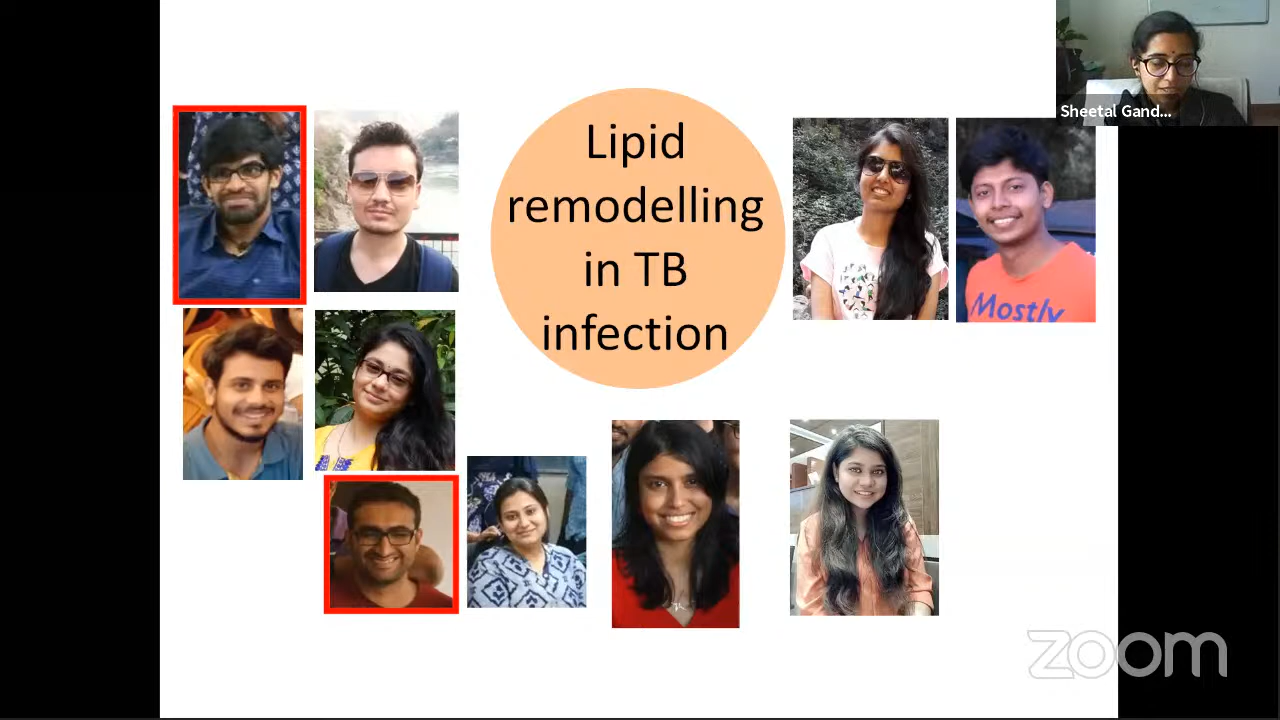 Lipid
remodelling
in TB
infection
Sheetal Gand...
Mostly
zoom